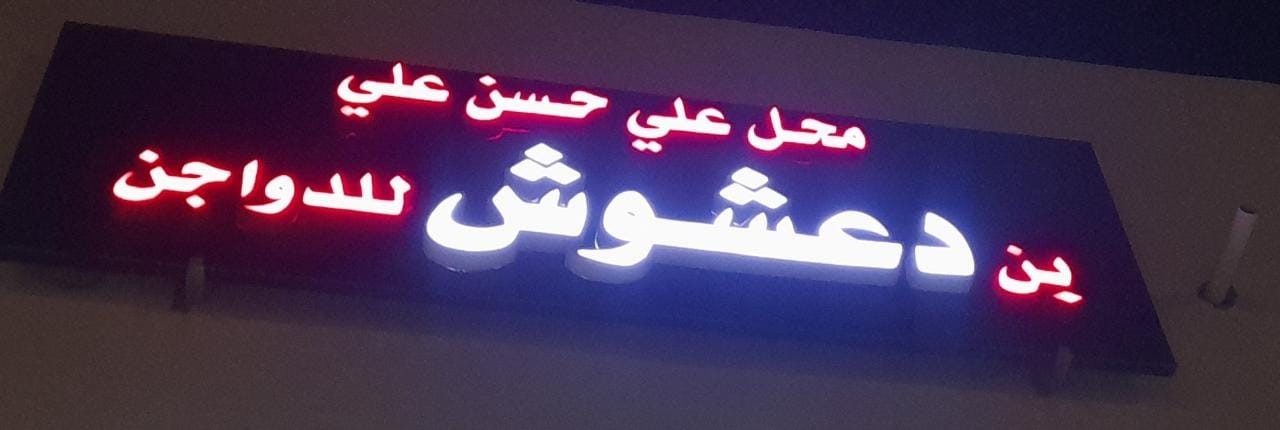 محل علي حسن علي
بن دعشوش للدواجن